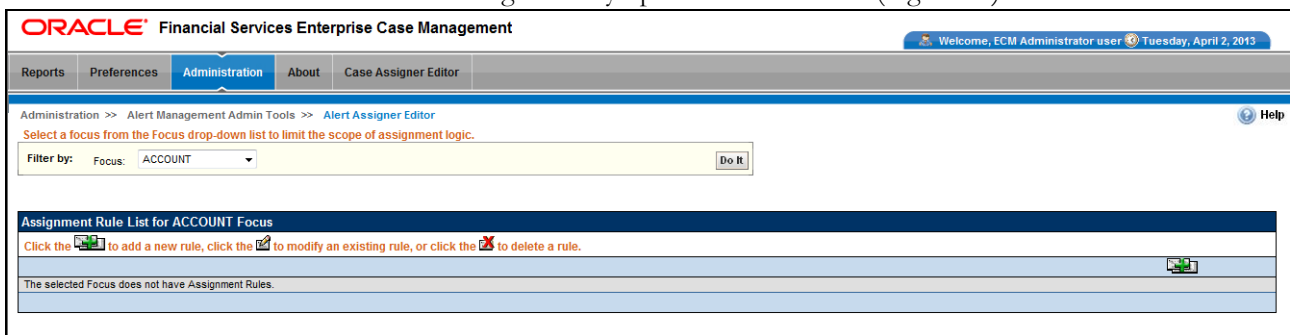 ORACLE® Financial Services Enterprise Case Management
Welcome, ECM Administrator user Tuesday, April 2, 2013
Reports Preferences Administration About Case Assigner Editor
Administration >> Alert Management Admin Tools >> Alert Assigner Editor Help
Select a focus from the Focus drop-down list to limit the scope of assignment logic.
Filter by: Focus: ACCOUNT Do It
Assignment Rule List for ACCOUNT Focus
Click the to add a new rule, click the to modify an existing rule, or click the to delete a rule.
The selected Focus does not have Assignment Rules.